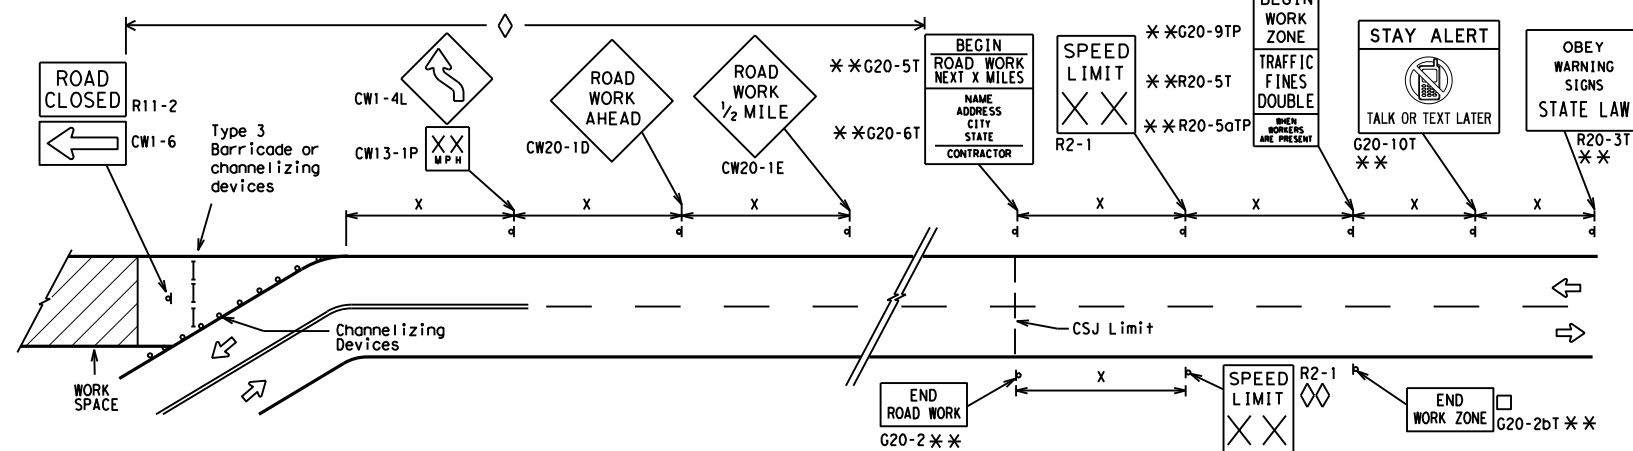 ROAD
CLOSED
R11-2
CW1-6
Type 3
Barricade or
channelizing
devices
CW1-4L
XX
MPH
CW13-1P
ROAD
WORK
AHEAD
CW20-1D
ROAD
WORK
1/2 MILE
CW20-1E
**G20-5T
BEGIN
ROAD WORK
NEXT X MILES
**G20-6T
NAME
ADDRESS
CITY
STATE
CONTRACTOR
SPEED
LIMIT
XX
R2-1
**G20-9TP
BEGIN
WORK
ZONE
**R20-5T
TRAFFIC
FINES
DOUBLE
**R20-5aTP
WHEN
WORKERS
ARE PRESENT
STAY ALERT
TALK OR TEXT LATER
G20-10T
**
OBEY
WARNING
SIGNS
STATE LAW
R20-3T
**
X
X
X
X
X
X
X
Channelizing
Devices
CSJ Limit
WORK
SPACE
X
END
ROAD WORK
G20-2 **
SPEED
LIMIT
XX
R2-1
END
WORK ZONE
G20-2bT **